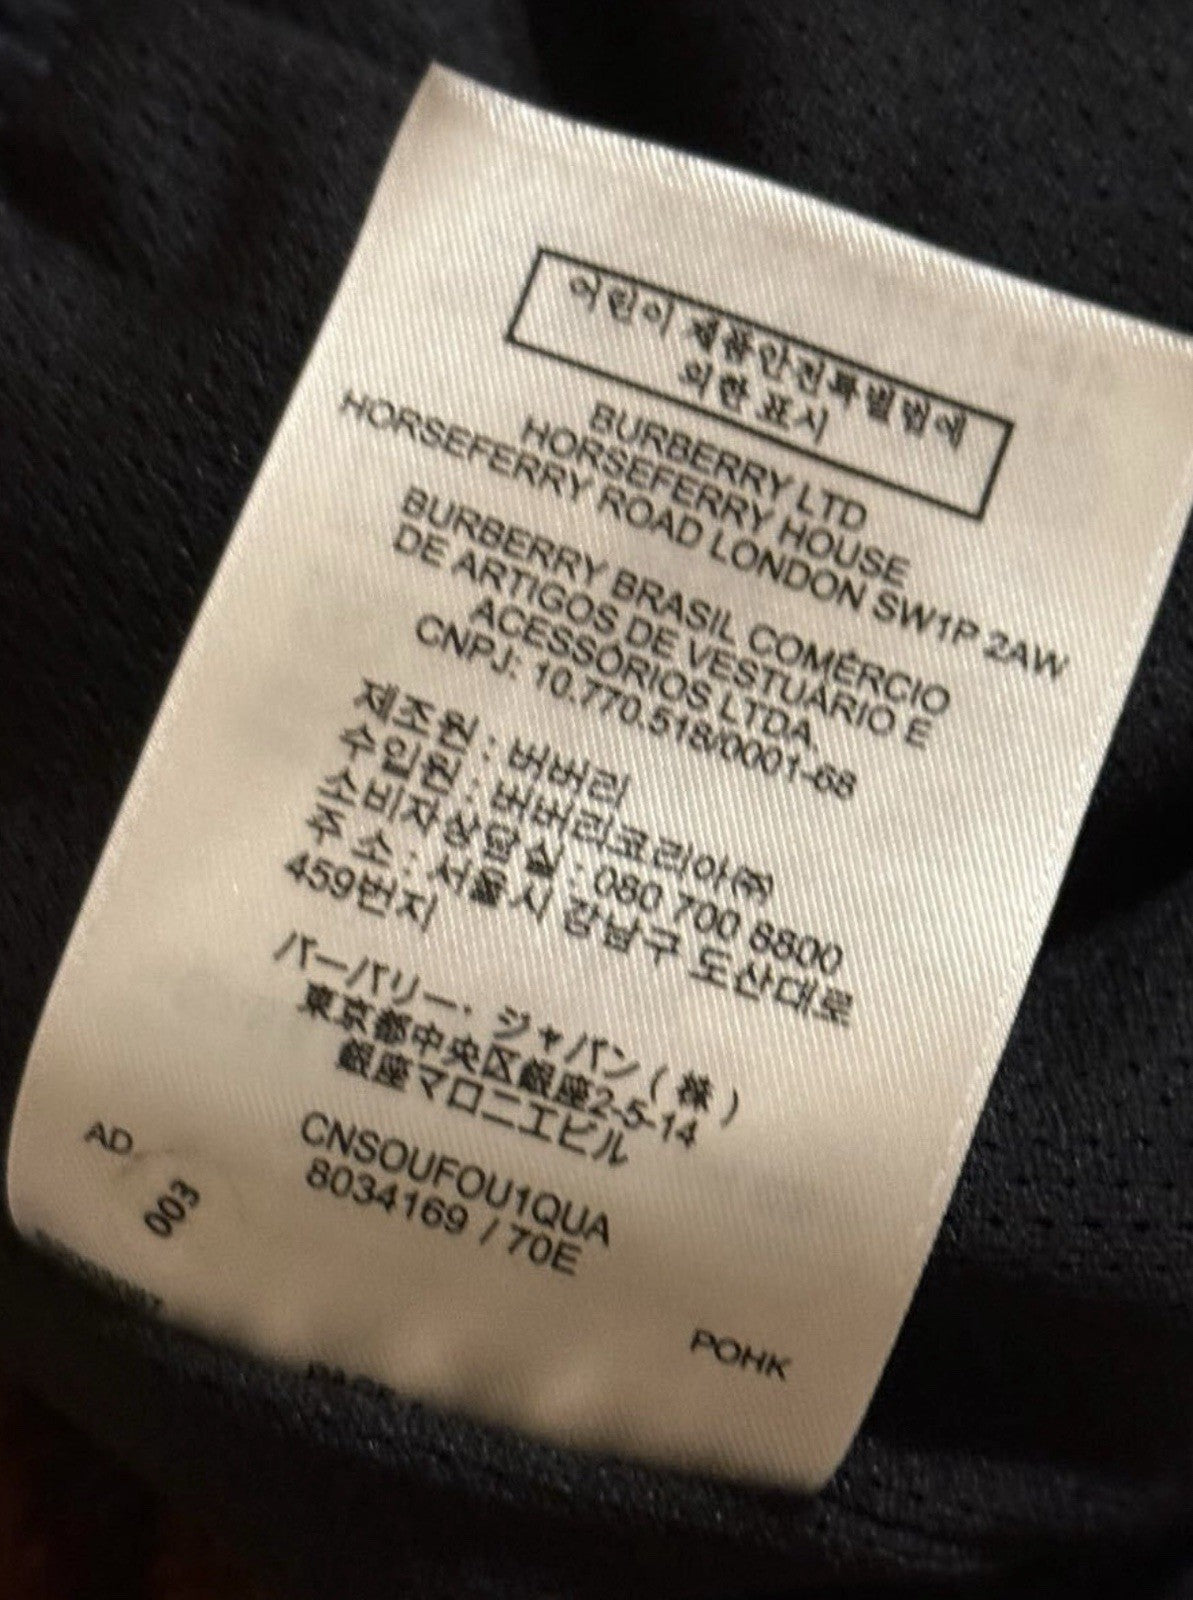 어린이 제품안전특별법에
의한 표시
BURBERRY LTD
HORSEFERRY HOUSE
HORSEFERRY ROAD LONDON SW1P 2AW
BURBERRY BRASIL COMÉRCIO
DE ARTIGOS DE VESTUÁRIO E
ACESSÓRIOS LTDA.
CNPJ: 10.770.518/0001-68
제조원 : 버버리
수입원 : 버버리코리아㈜
소비자상담실 : 080 700 8800
주소 : 서울시 강남구 도산대로
459번지
バーバリー・ジャパン(株)
東京都中央区銀座2-5-14
銀座マロニエビル
CNSOUFOU1QUA
8034169 / 70E
AD
003
POHK